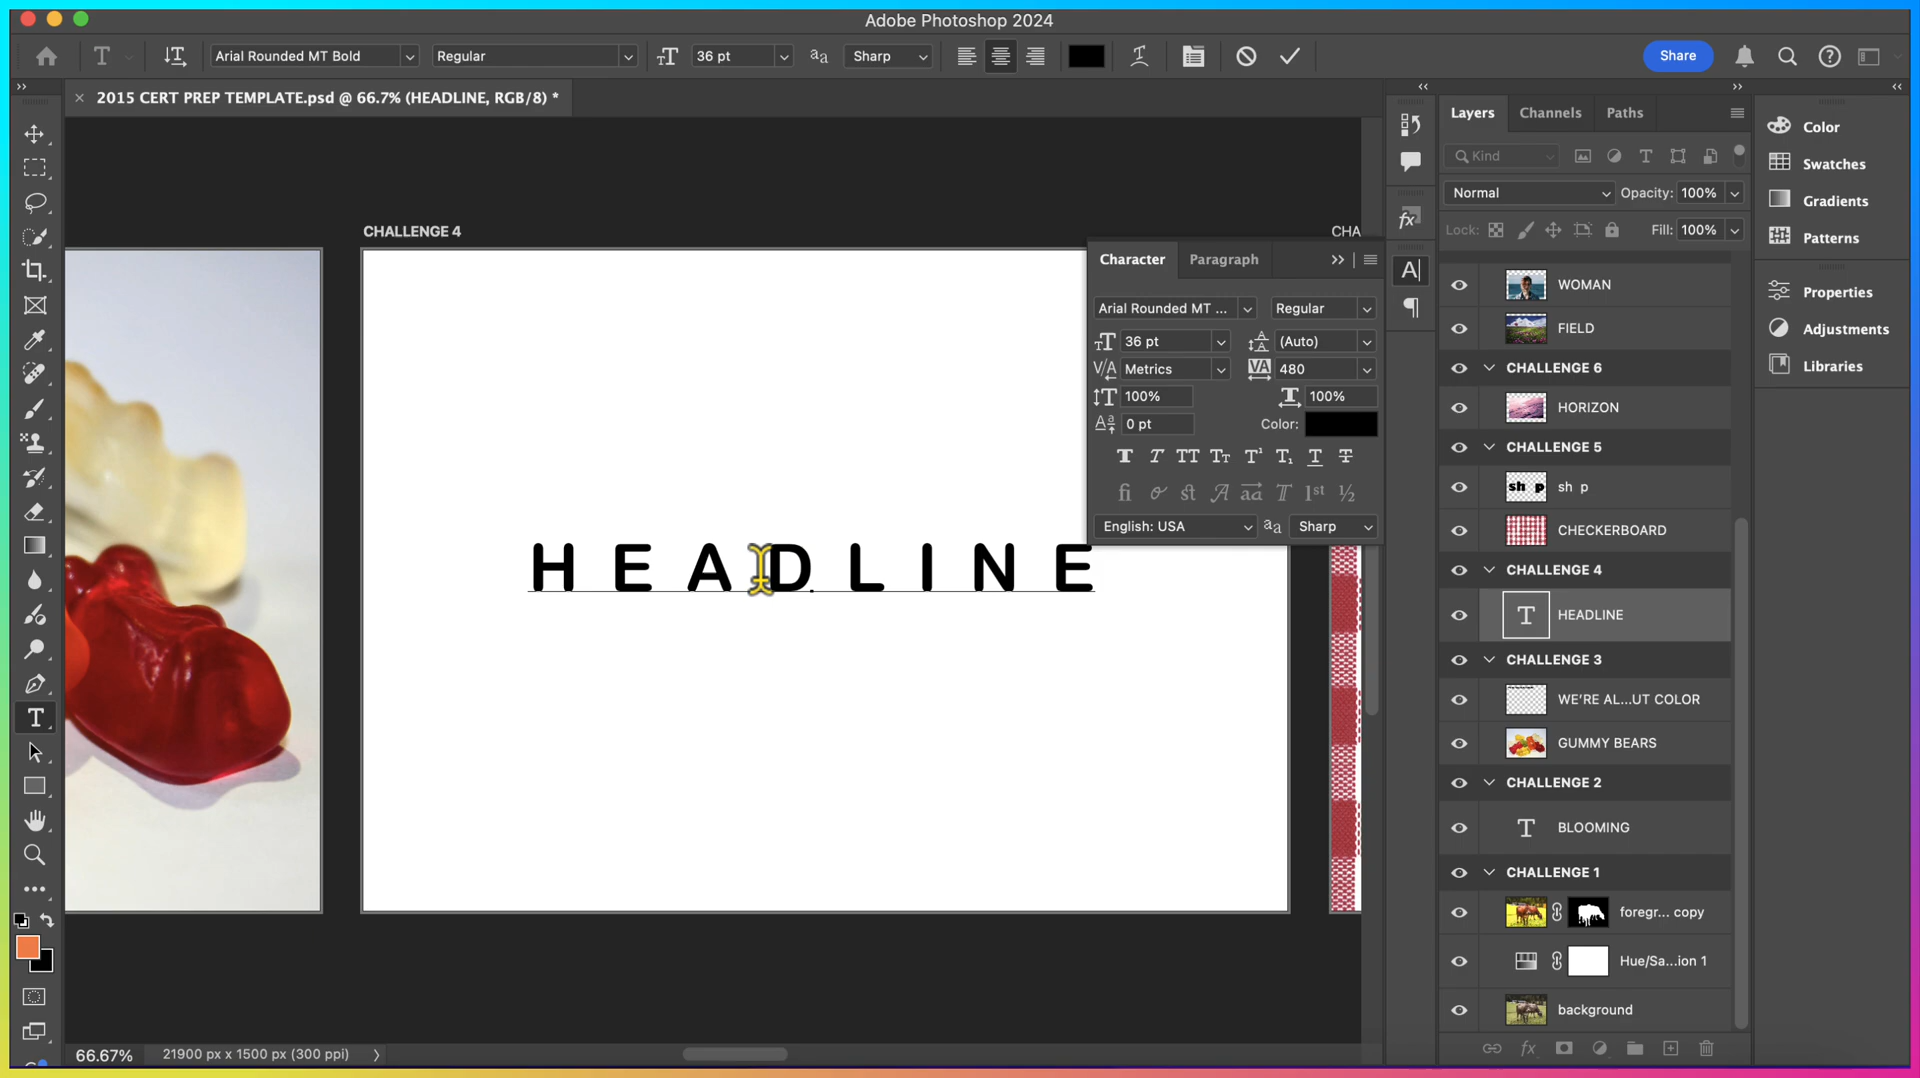 Adobe Photoshop 2024
Arial Rounded MT Bold
Regular
36 pt
Sharp
Share
2015 CERT PREP TEMPLATE.psd @ 66.7% (HEADLINE, RGB/8) *
CHALLENGE 4
CHA
HEADLINE
Character
Paragraph
Arial Rounded MT ...
Regular
36 pt
(Auto)
Metrics
480
100%
100%
0 pt
Color:
English: USA
Sharp
Layers
Channels
Paths
Kind
Normal
Opacity: 100%
Lock:
Fill: 100%
WOMAN
FIELD
CHALLENGE 6
HORIZON
CHALLENGE 5
sh p
sh p
CHECKERBOARD
CHALLENGE 4
HEADLINE
CHALLENGE 3
WE'RE AL...UT COLOR
GUMMY BEARS
CHALLENGE 2
BLOOMING
CHALLENGE 1
foregr... copy
Hue/Sa...ion 1
background
Color
Swatches
Gradients
Patterns
Properties
Adjustments
Libraries
66.67%
21900 px x 1500 px (300 ppi)